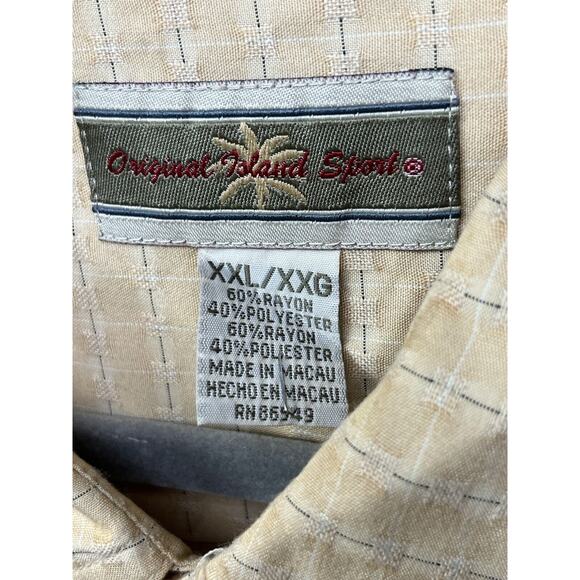 Original Island Sport®
XXL/XXG
60%RAYON
40%POLYESTER
60%RAYON
40%POLIESTER
MADE IN MACAU
HECHO EN MACAU
RN86549